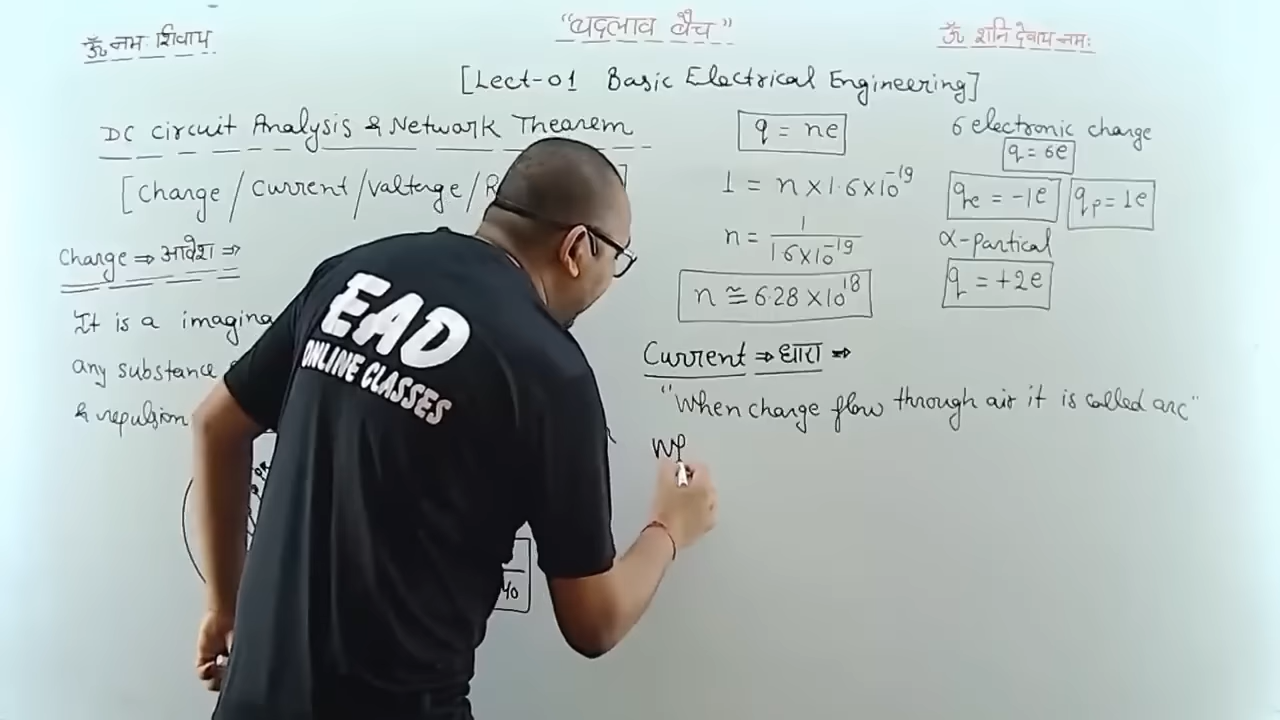 ॐ नमः शिवाय
"बदलाव बैच"
ॐ शनि देवाय नमः
[Lect-01 Basic Electrical Engineering]
DC Circuit Analysis & Network Theorem
[Charge / Current / Valtage / R
Charge ⇒ आवेश ⇒
It is a imagina
any substance
& repulsion
q = ne
1 = n×1.6×10⁻¹⁹
n = 1 / 1.6×10⁻¹⁹
n ≅ 6.28×10¹⁸
6 electronic charge
q = 6e
qe = -1e
qp = 1e
α-partical
q = +2e
Current ⇒ धारा ⇒
"When charge flow through air it is called arc"
EAD
ONLINE CLASSES